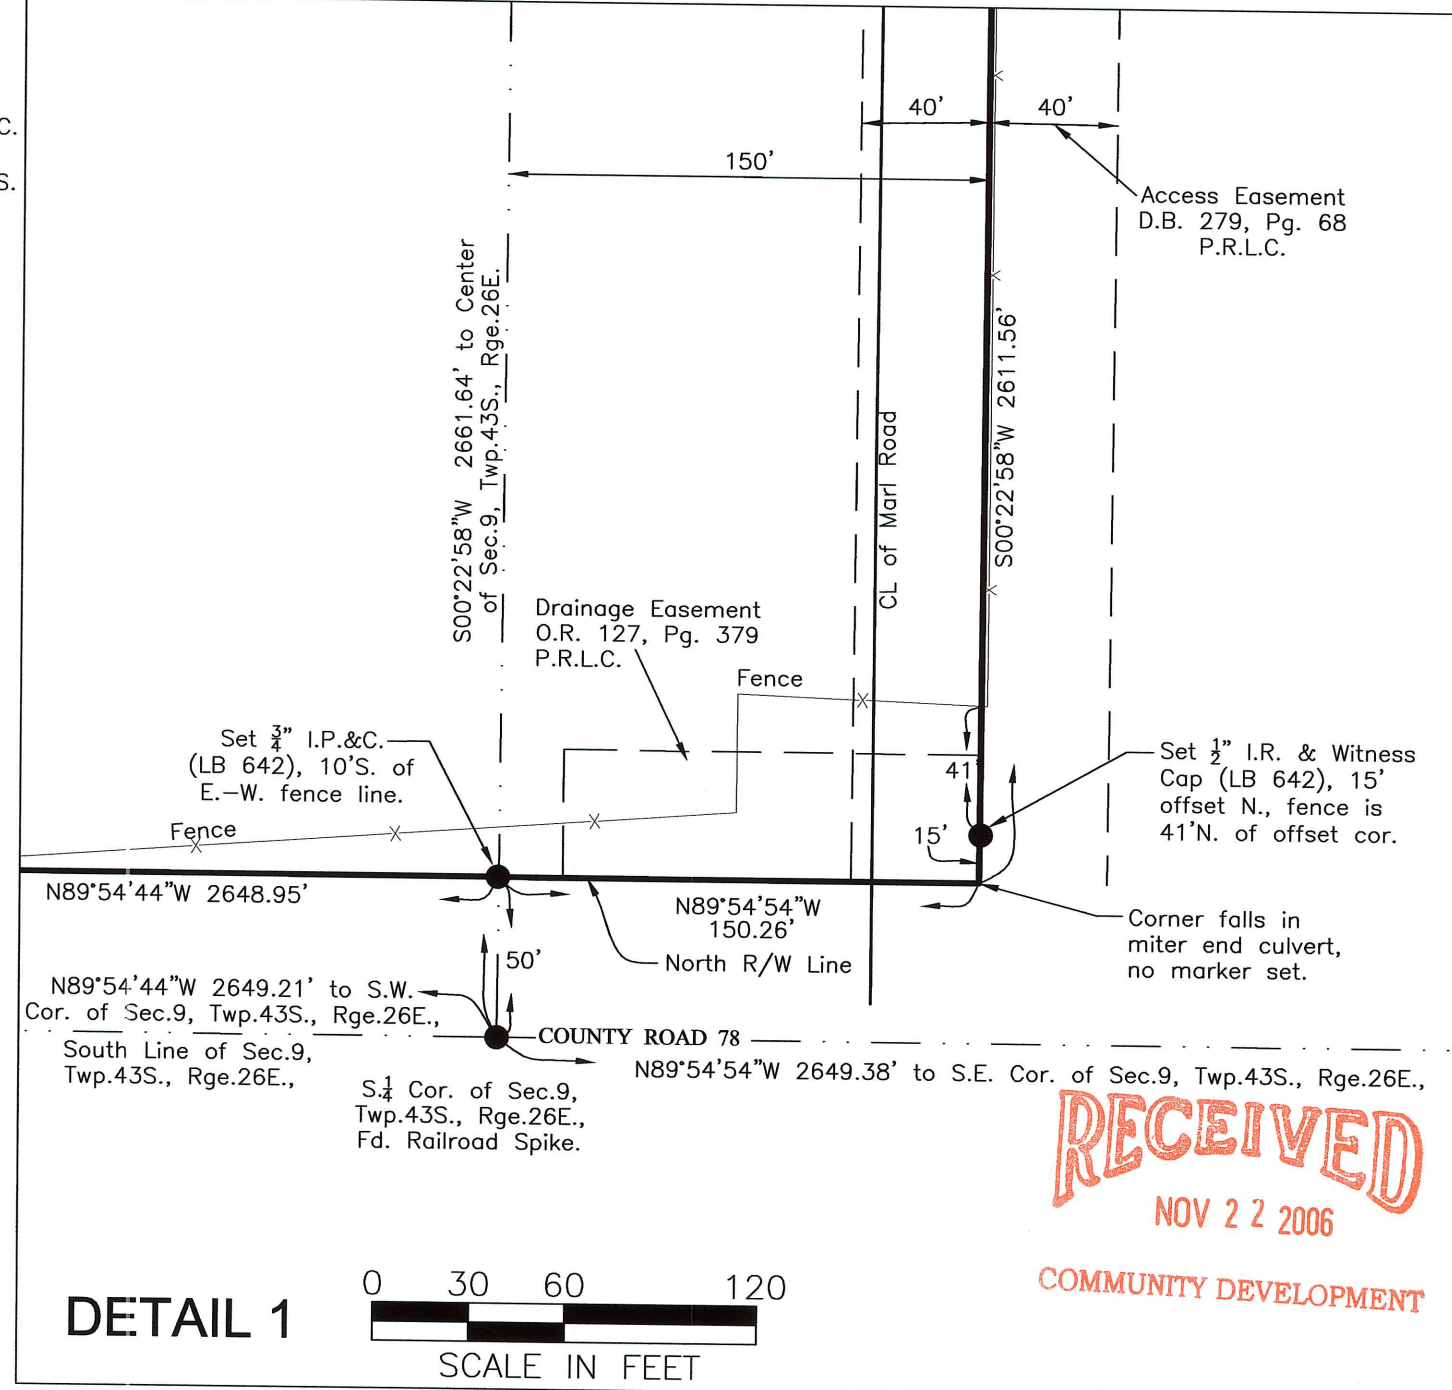 C.
S.
40'
40'
150'
Access Easement
D.B. 279, Pg. 68
P.R.L.C.
S00°22'58"W 2661.64' to Center
of Sec.9, Twp.43S., Rge.26E.
CL of Marl Road
S00°22'58"W 2611.56'
Drainage Easement
O.R. 127, Pg. 379
P.R.L.C.
Fence
Set ¾" I.P.&C.
(LB 642), 10'S. of
E.-W. fence line.
Fence
41'
15'
Set ½" I.R. & Witness
Cap (LB 642), 15'
offset N., fence is
41'N. of offset cor.
N89°54'44"W 2648.95'
N89°54'54"W
150.26'
North R/W Line
Corner falls in
miter end culvert,
no marker set.
50'
N89°54'44"W 2649.21' to S.W.
Cor. of Sec.9, Twp.43S., Rge.26E.,
COUNTY ROAD 78
South Line of Sec.9,
Twp.43S., Rge.26E.,
N89°54'54"W 2649.38' to S.E. Cor. of Sec.9, Twp.43S., Rge.26E.,
S.¼ Cor. of Sec.9,
Twp.43S., Rge.26E.,
Fd. Railroad Spike.
RECEIVED
NOV 22 2006
COMMUNITY DEVELOPMENT
DETAIL 1
0 30 60 120
SCALE IN FEET